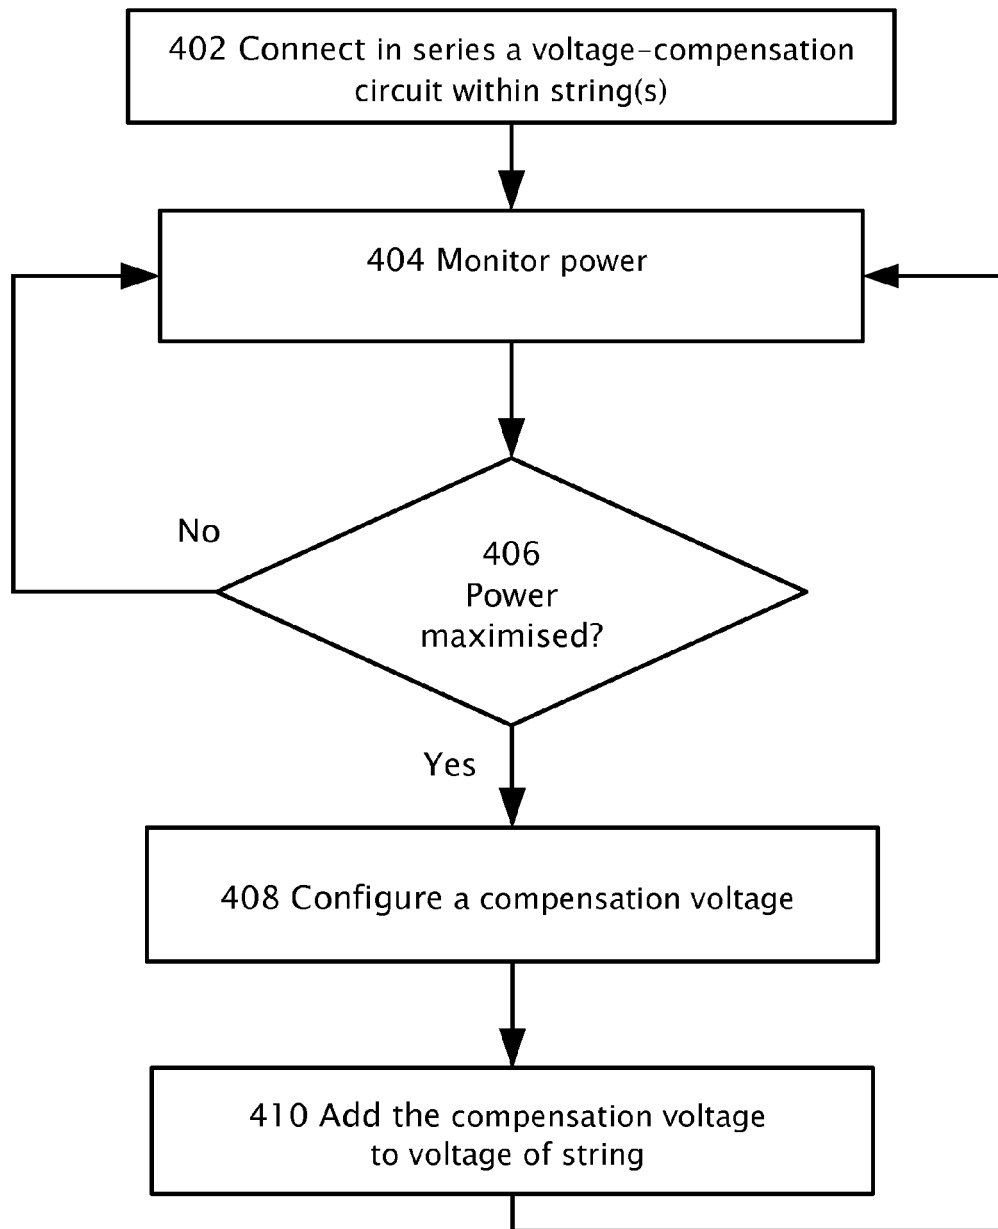 402 Connect in series a voltage-compensation
circuit within string(s)
404 Monitor power
No
406
Power
maximised?
Yes
408 Configure a compensation voltage
410 Add the compensation voltage
to voltage of string